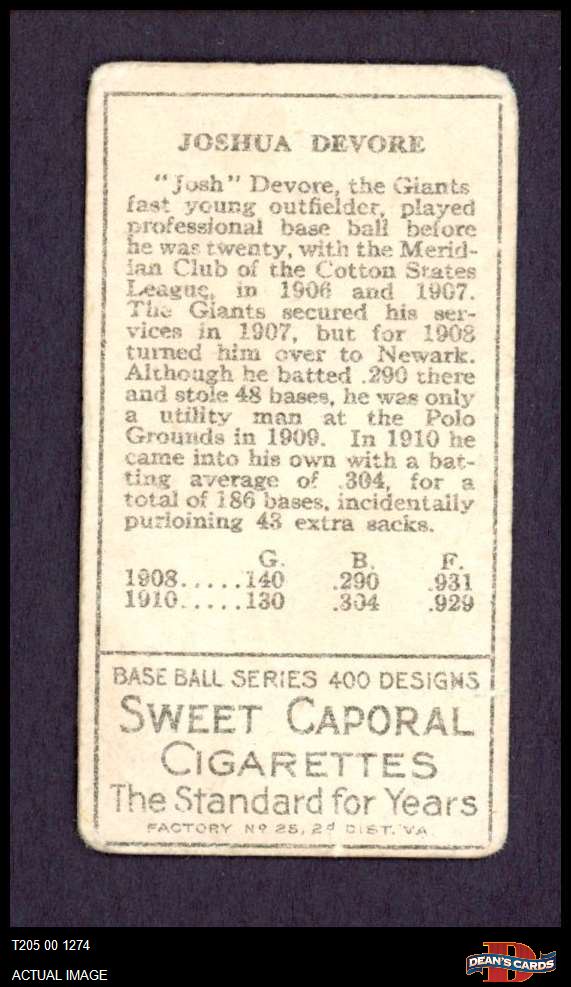 JOSHUA DEVORE
"Josh" Devore, the Giants
fast young outfielder, played
professional base ball before
he was twenty, with the Merid-
ian Club of the Cotton States
League, in 1906 and 1907.
The Giants secured his ser-
vices in 1907, but for 1908
turned him over to Newark.
Although he batted .290 there
and stole 48 bases, he was only
a utility man at the Polo
Grounds in 1909. In 1910 he
came into his own with a bat-
ting average of .304, for a
total of 186 bases, incidentally
purloining 43 extra sacks.
G. B. F.
1908.....140 .290 .931
1910.....130 .304 .929
BASE BALL SERIES 400 DESIGNS
SWEET CAPORAL
CIGARETTES
The Standard for Years
FACTORY Nº 25, 2d DIST. VA.
T205 00 1274
ACTUAL IMAGE
D
DEAN'S CARDS